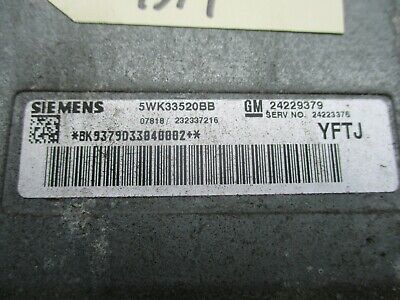 SIEMENS 5WK33520BB GM 24229379
07818/ 232337216 SERV NO. 24223376
*BK9379D33040002+* YFTJ